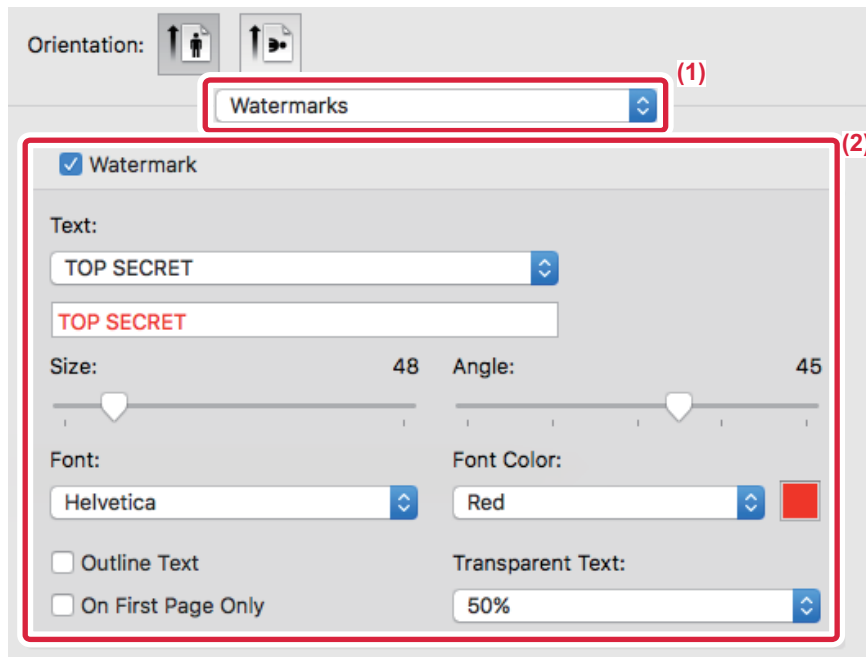 Orientation:
(1)
Watermarks
(2)
Watermark
Text:
TOP SECRET
TOP SECRET
Size: 48 Angle: 45
Font: Font Color:
Helvetica Red
Outline Text Transparent Text:
On First Page Only 50%